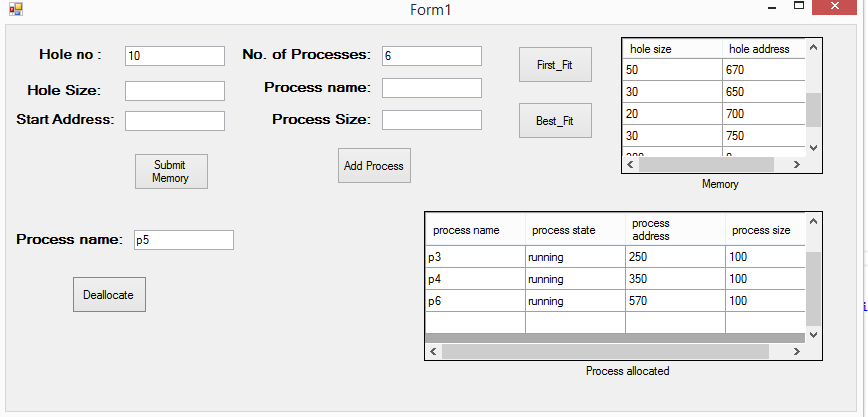 Form1
Hole no : 10
No. of Processes: 6
First_Fit
hole size hole address
50 670
30 650
20 700
30 750
Hole Size:
Process name:
Start Address:
Process Size:
Best_Fit
Submit
Memory
Add Process
Memory
Process name: p5
Deallocate
process name process state process
address process size
p3 running 250 100
p4 running 350 100
p6 running 570 100
Process allocated